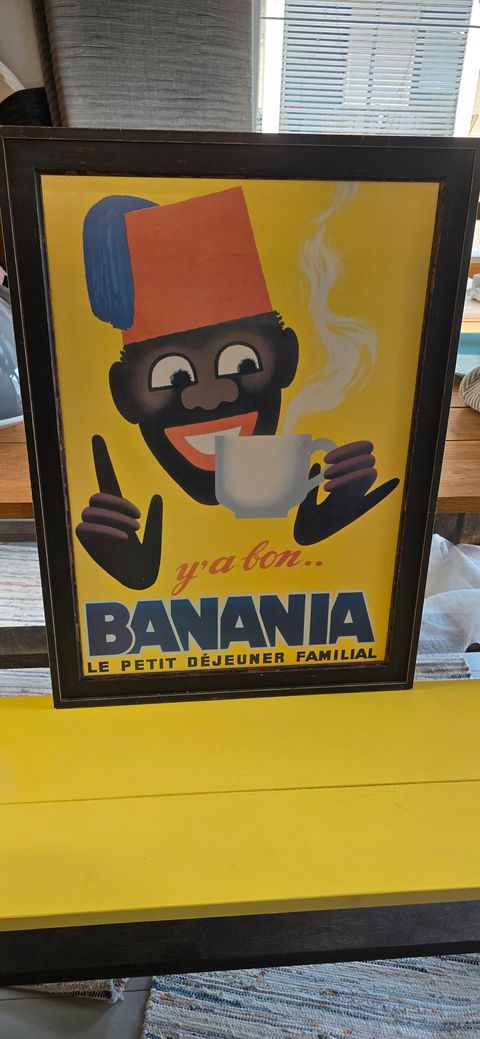 y'a bon..
BANANIA
LE PETIT DÉJEUNER FAMILIAL